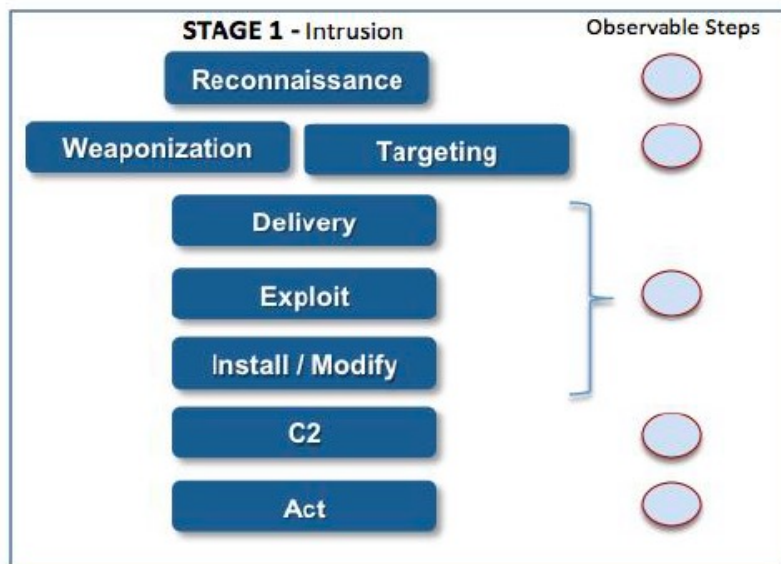 STAGE 1 - Intrusion
Observable Steps
Reconnaissance
Weaponization
Targeting
Delivery
Exploit
Install / Modify
C2
Act